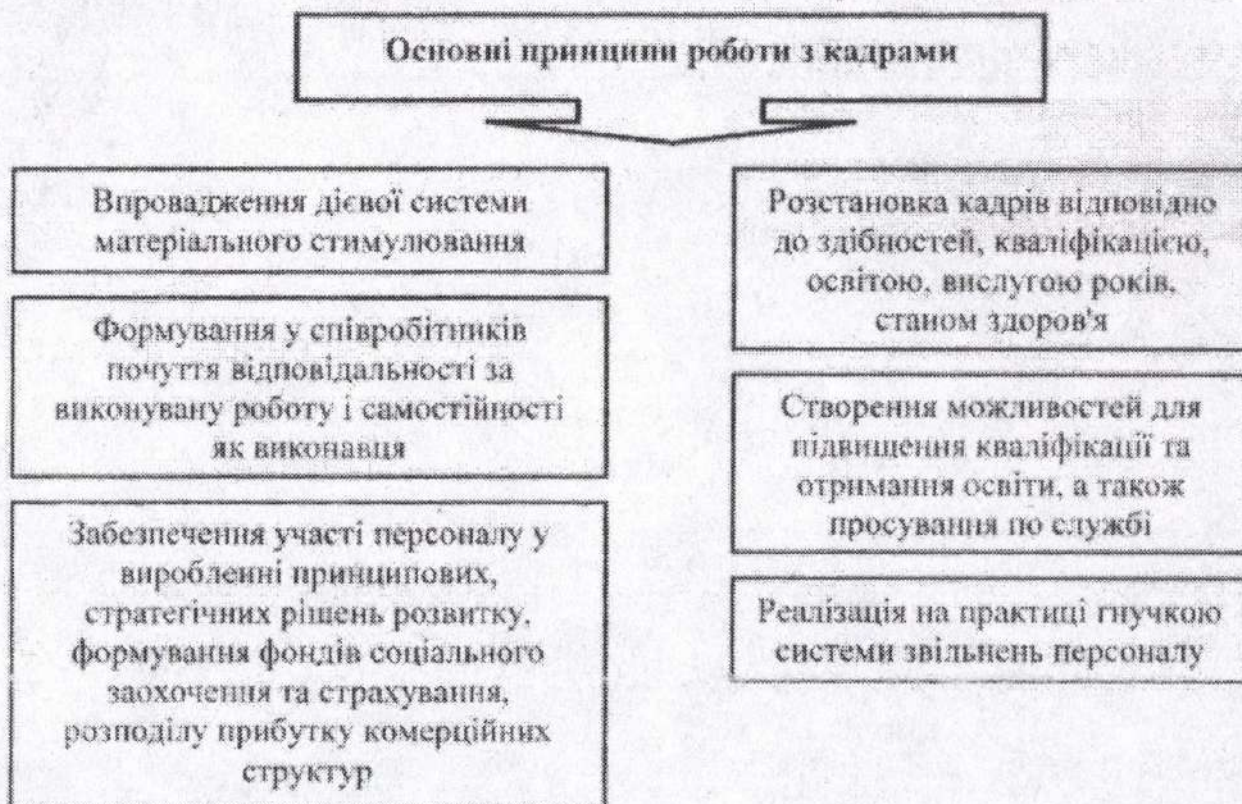 Основні принципи роботи з кадрами
Впровадження дієвої системи
матеріального стимулювання
Формування у співробітників
почуття відповідальності за
виконувану роботу і самостійності
як виконавця
Забезпечення участі персоналу у
виробленні принципових,
стратегічних рішень розвитку,
формування фондів соціального
заохочення та страхування,
розподілу прибутку комерційних
структур
Розстановка кадрів відповідно
до здібностей, кваліфікацією,
освітою, вислугою років,
станом здоров'я
Створення можливостей для
підвищення кваліфікації та
отримання освіти, а також
просування по службі
Реалізація на практиці гнучкою
системи звільнень персоналу